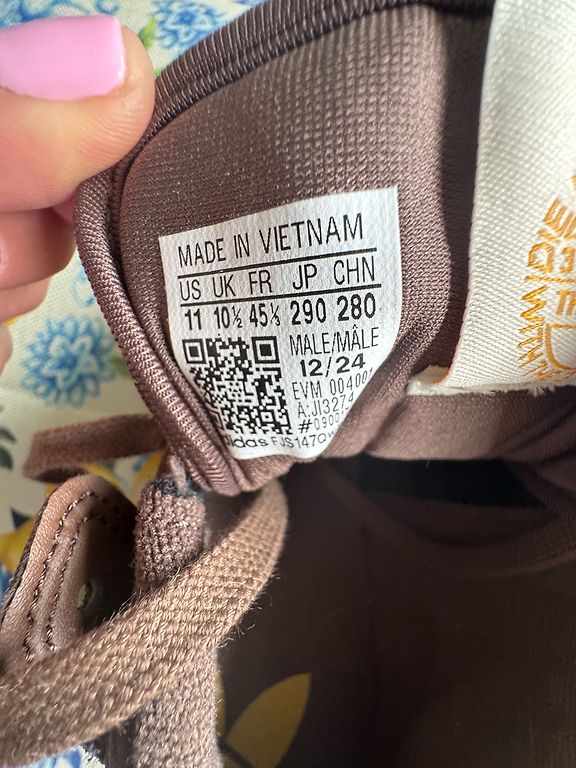 MADE IN VIETNAM
US UK FR JP CHN
11 10½ 45⅓ 290 280
MALE/MÂLE
12/24
EVM 004001
A:JI3274